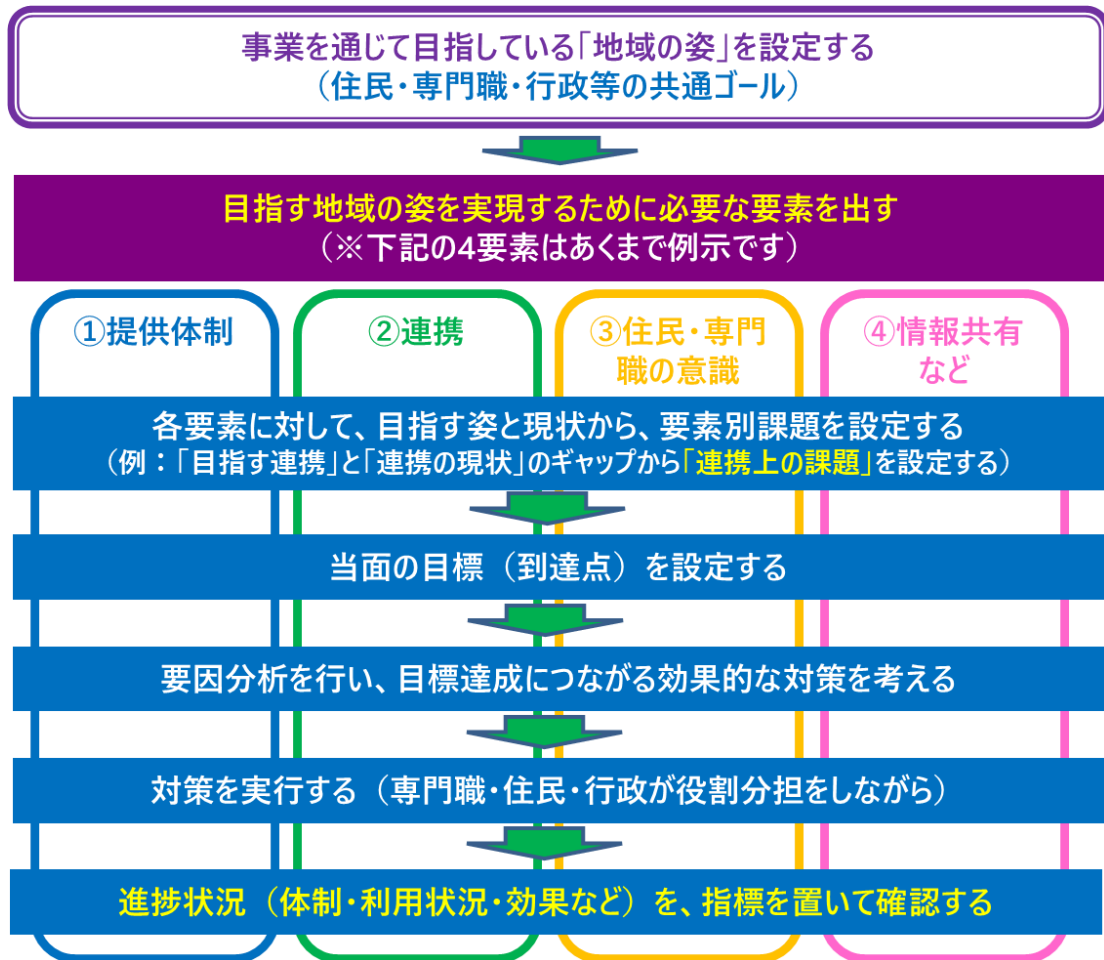 事業を通じて目指している「地域の姿」を設定する
（住民・専門職・行政等の共通ゴール）
目指す地域の姿を実現するために必要な要素を出す
（※下記の4要素はあくまで例示です）
①提供体制
②連携
③住民・専門
職の意識
④情報共有
など
各要素に対して、目指す姿と現状から、要素別課題を設定する
（例：「目指す連携」と「連携の現状」のギャップから「連携上の課題」を設定する）
当面の目標（到達点）を設定する
要因分析を行い、目標達成につながる効果的な対策を考える
対策を実行する（専門職・住民・行政が役割分担をしながら）
進捗状況（体制・利用状況・効果など）を、指標を置いて確認する